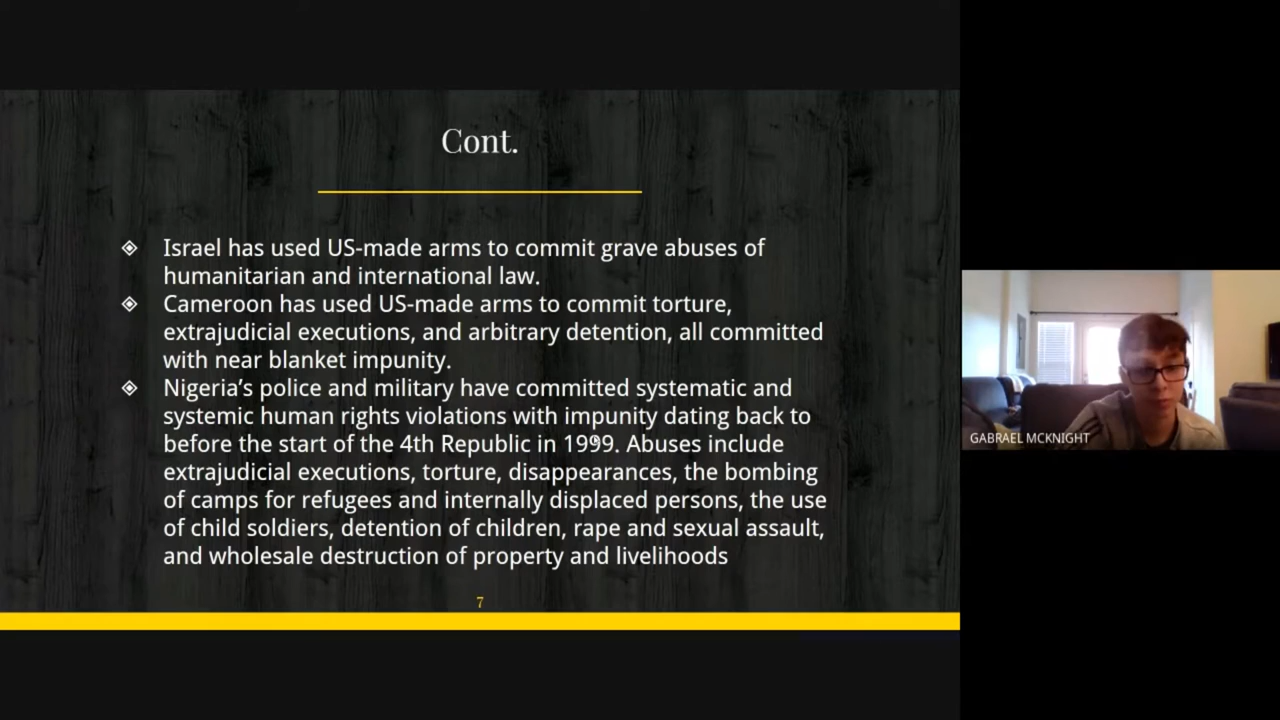 Cont.
Israel has used US-made arms to commit grave abuses of
humanitarian and international law.
Cameroon has used US-made arms to commit torture,
extrajudicial executions, and arbitrary detention, all committed
with near blanket impunity.
Nigeria’s police and military have committed systematic and
systemic human rights violations with impunity dating back to
before the start of the 4th Republic in 1999. Abuses include
extrajudicial executions, torture, disappearances, the bombing
of camps for refugees and internally displaced persons, the use
of child soldiers, detention of children, rape and sexual assault,
and wholesale destruction of property and livelihoods
7
GABRAEL MCKNIGHT